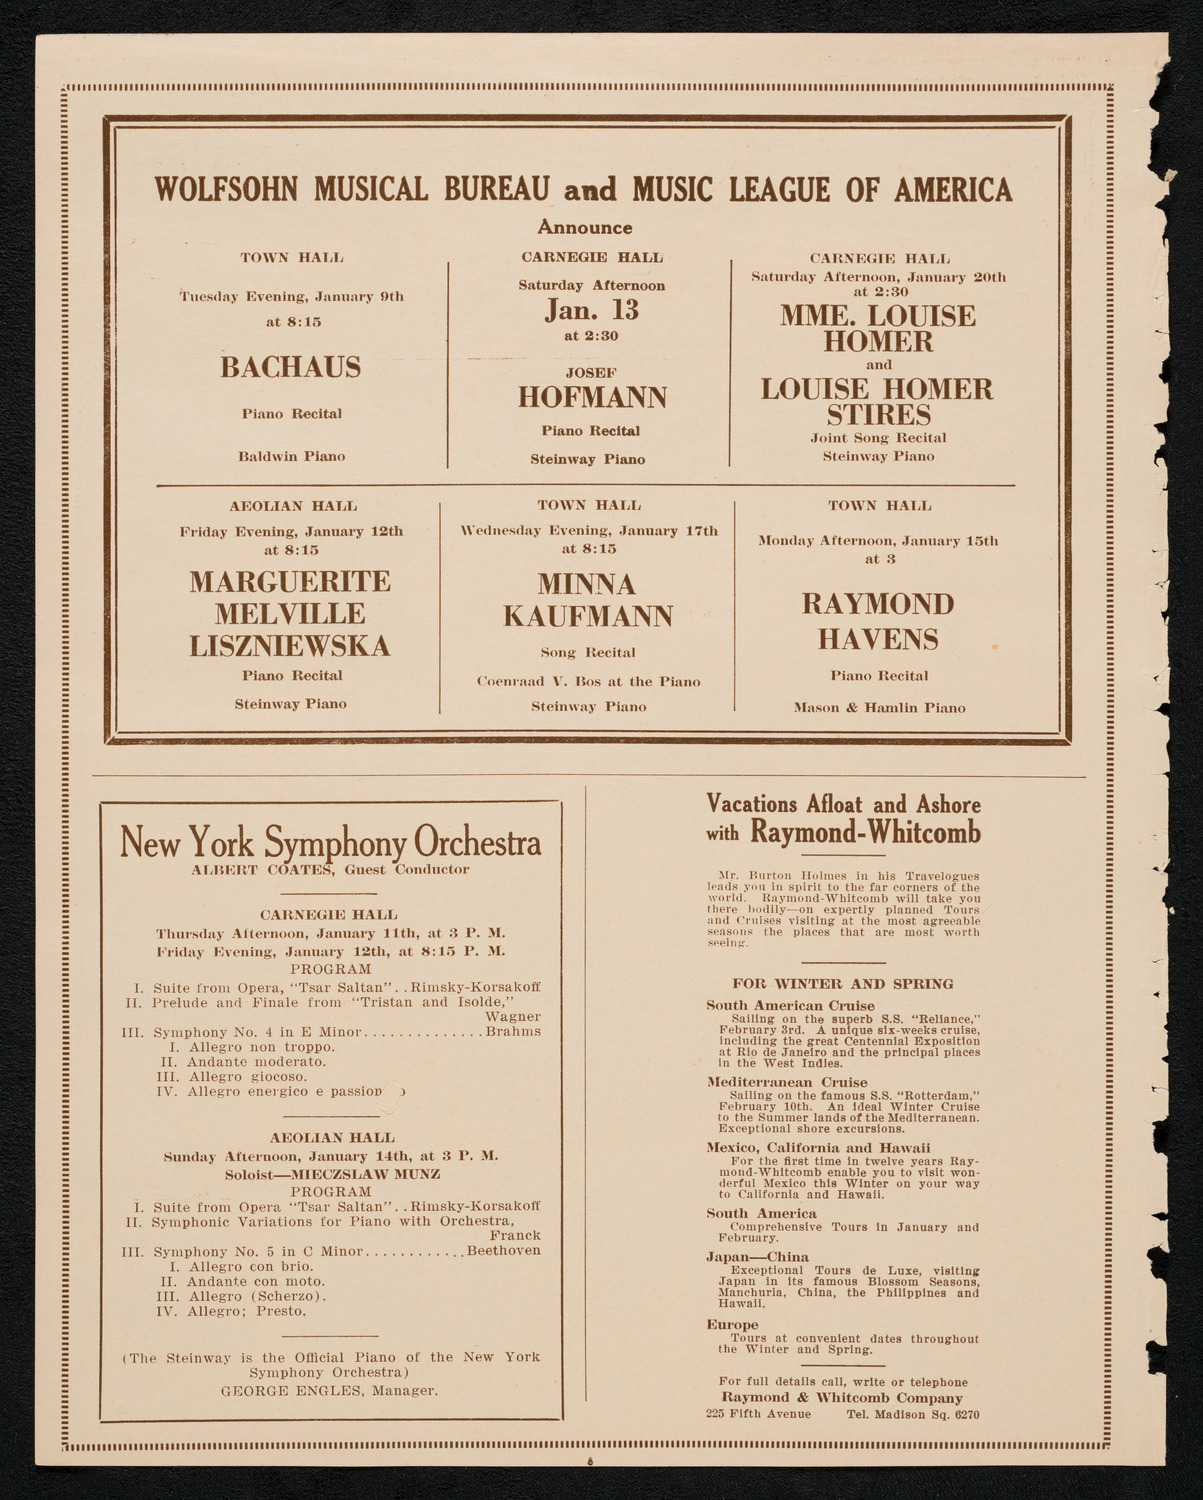 WOLFSOHN MUSICAL BUREAU and MUSIC LEAGUE OF AMERICA
Announce
TOWN HALL
Tuesday Evening, January 9th
at 8:15
BACHAUS
Piano Recital
Baldwin Piano
CARNEGIE HALL
Saturday Afternoon
Jan. 13
at 2:30
JOSEF
HOFMANN
Piano Recital
Steinway Piano
CARNEGIE HALL
Saturday Afternoon, January 20th
at 2:30
MME. LOUISE
HOMER
and
LOUISE HOMER
STIRES
Joint Song Recital
Steinway Piano
AEOLIAN HALL
Friday Evening, January 12th
at 8:15
MARGUERITE
MELVILLE
LISZNIEWSKA
Piano Recital
Steinway Piano
TOWN HALL
Wednesday Evening, January 17th
at 8:15
MINNA
KAUFMANN
Song Recital
Coenraad V. Bos at the Piano
Steinway Piano
TOWN HALL
Monday Afternoon, January 15th
at 3
RAYMOND
HAVENS
Piano Recital
Mason & Hamlin Piano
New York Symphony Orchestra
ALBERT COATES, Guest Conductor
CARNEGIE HALL
Thursday Afternoon, January 11th, at 3 P. M.
Friday Evening, January 12th, at 8:15 P. M.
PROGRAM
I. Suite from Opera, "Tsar Saltan"..Rimsky-Korsakoff
II. Prelude and Finale from "Tristan and Isolde,"
Wagner
III. Symphony No. 4 in E Minor..............Brahms
I. Allegro non troppo.
II. Andante moderato.
III. Allegro giocoso.
IV. Allegro energico e passion o
AEOLIAN HALL
Sunday Afternoon, January 14th, at 3 P. M.
Soloist—MIECZSLAW MUNZ
PROGRAM
I. Suite from Opera "Tsar Saltan"..Rimsky-Korsakoff
II. Symphonic Variations for Piano with Orchestra,
Franck
III. Symphony No. 5 in C Minor............Beethoven
I. Allegro con brio.
II. Andante con moto.
III. Allegro (Scherzo).
IV. Allegro; Presto.
(The Steinway is the Official Piano of the New York
Symphony Orchestra)
GEORGE ENGLES, Manager.
Vacations Afloat and Ashore
with Raymond-Whitcomb
Mr. Burton Holmes in his Travelogues
leads you in spirit to the far corners of the
world. Raymond-Whitcomb will take you
there bodily—on expertly planned Tours
and Cruises visiting at the most agreeable
seasons the places that are most worth
seeing.
FOR WINTER AND SPRING
South American Cruise
Sailing on the superb S.S. "Reliance,"
February 3rd. A unique six-weeks cruise,
including the great Centennial Exposition
at Rio de Janeiro and the principal places
in the West Indies.
Mediterranean Cruise
Sailing on the famous S.S. "Rotterdam,"
February 10th. An ideal Winter Cruise
to the Summer lands of the Mediterranean.
Exceptional shore excursions.
Mexico, California and Hawaii
For the first time in twelve years Ray-
mond-Whitcomb enable you to visit won-
derful Mexico this Winter on your way
to California and Hawaii.
South America
Comprehensive Tours in January and
February.
Japan—China
Exceptional Tours de Luxe, visiting
Japan in its famous Blossom Seasons,
Manchuria, China, the Philippines and
Hawaii.
Europe
Tours at convenient dates throughout
the Winter and Spring.
For full details call, write or telephone
Raymond & Whitcomb Company
225 Fifth Avenue Tel. Madison Sq. 6270